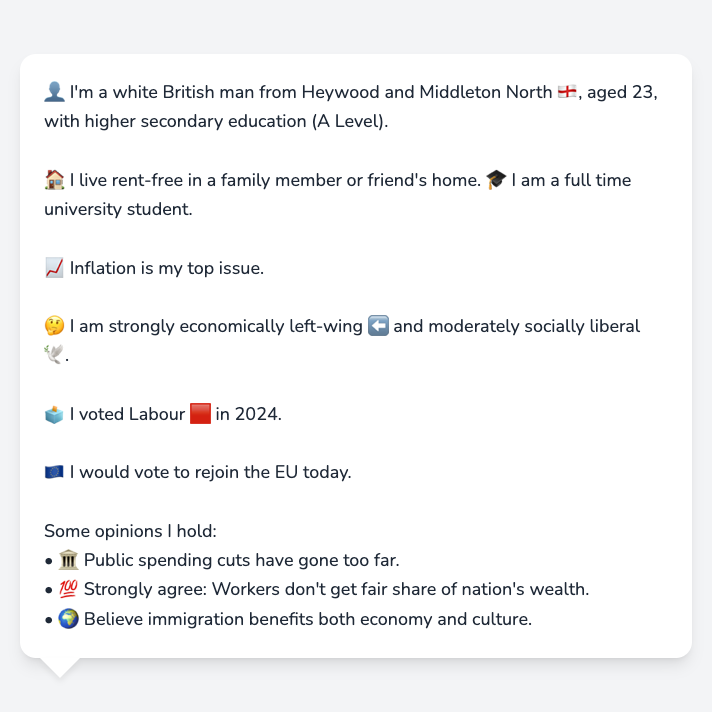 👤 I'm a white British man from Heywood and Middleton North 🏴󠁧󠁢󠁥󠁮󠁧󠁿, aged 23,
with higher secondary education (A Level).
🏠 I live rent-free in a family member or friend's home. 🎓 I am a full time
university student.
📈 Inflation is my top issue.
🤔 I am strongly economically left-wing ⬅️ and moderately socially liberal
🕊️.
🗳️ I voted Labour 🟥 in 2024.
🇪🇺 I would vote to rejoin the EU today.
Some opinions I hold:
• 🏛️ Public spending cuts have gone too far.
• 💯 Strongly agree: Workers don't get fair share of nation's wealth.
• 🌍 Believe immigration benefits both economy and culture.